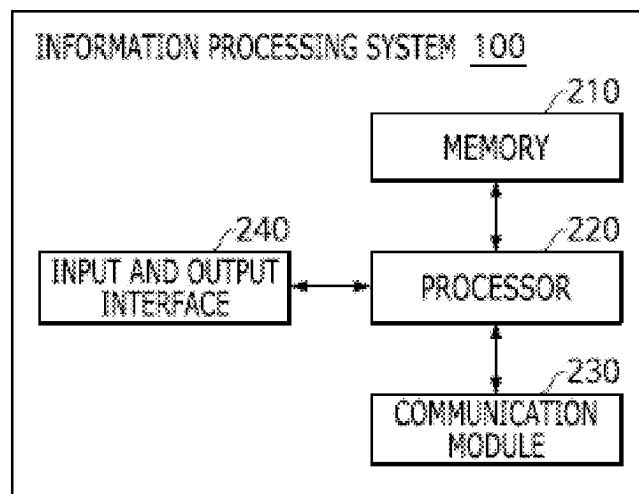 INFORMATION PROCESSING SYSTEM 100
210
MEMORY
240
220
INPUT AND OUTPUT
INTERFACE
PROCESSOR
230
COMMUNICATION
MODULE